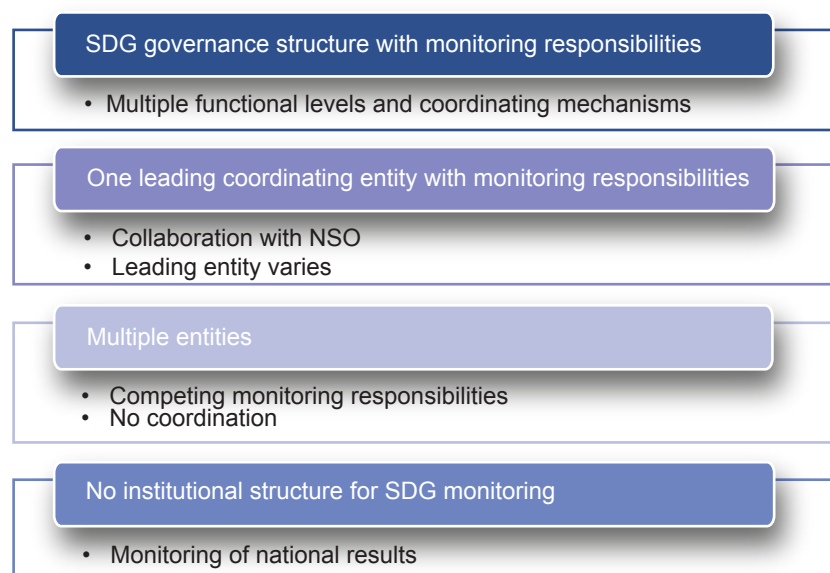 SDG governance structure with monitoring responsibilities
• Multiple functional levels and coordinating mechanisms
One leading coordinating entity with monitoring responsibilities
• Collaboration with NSO
• Leading entity varies
Multiple entities
• Competing monitoring responsibilities
• No coordination
No institutional structure for SDG monitoring
• Monitoring of national results